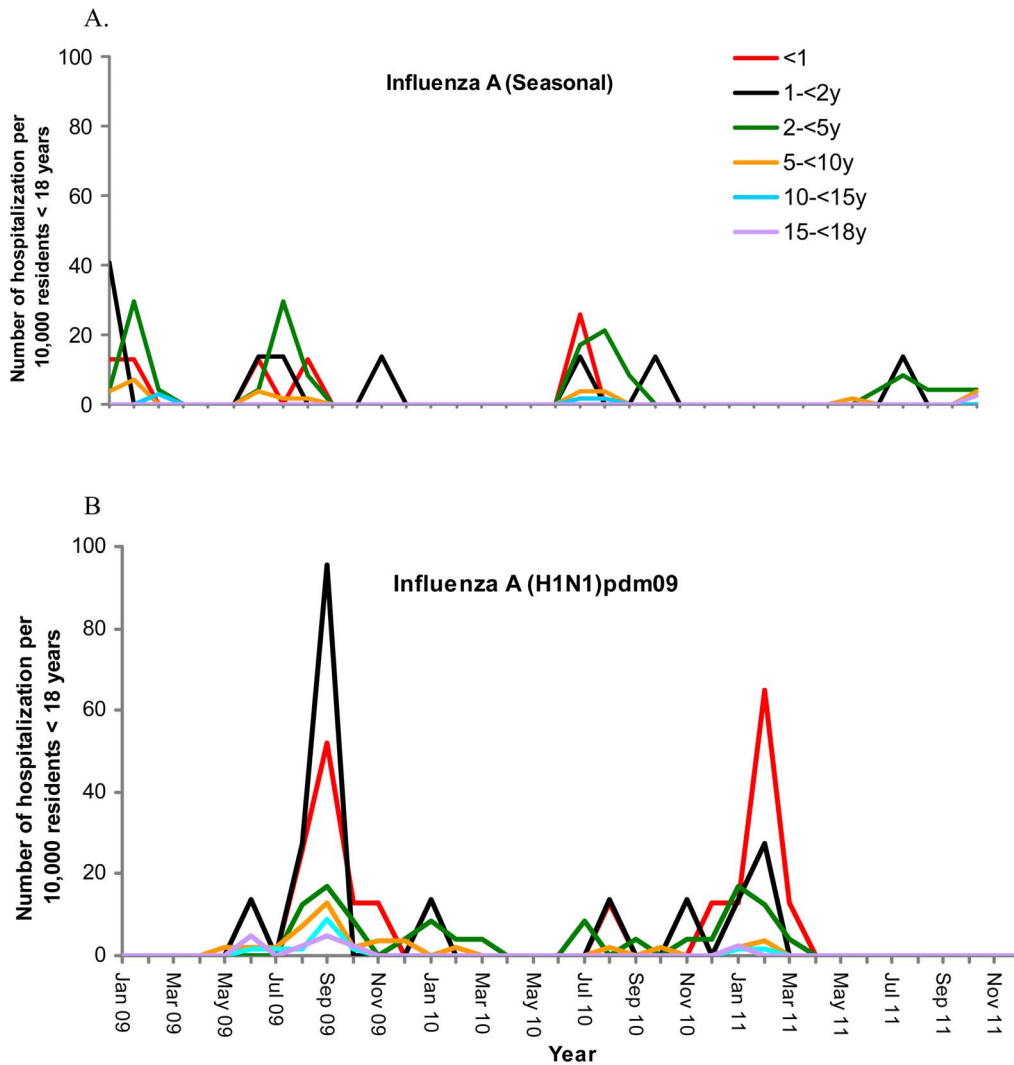 A.
Influenza A (Seasonal)
Number of hospitalization per
10,000 residents < 18 years
100
80
60
40
20
0
<1
1-<2y
2-<5y
5-<10y
10-<15y
15-<18y
B
Influenza A (H1N1)pdm09
Number of hospitalization per
10,000 residents < 18 years
100
80
60
40
20
0
Jan 09
Mar 09
May 09
Jul 09
Sep 09
Nov 09
Jan 10
Mar 10
May 10
Jul 10
Sep 10
Nov 10
Jan 11
Mar 11
May 11
Jul 11
Sep 11
Nov 11
Year